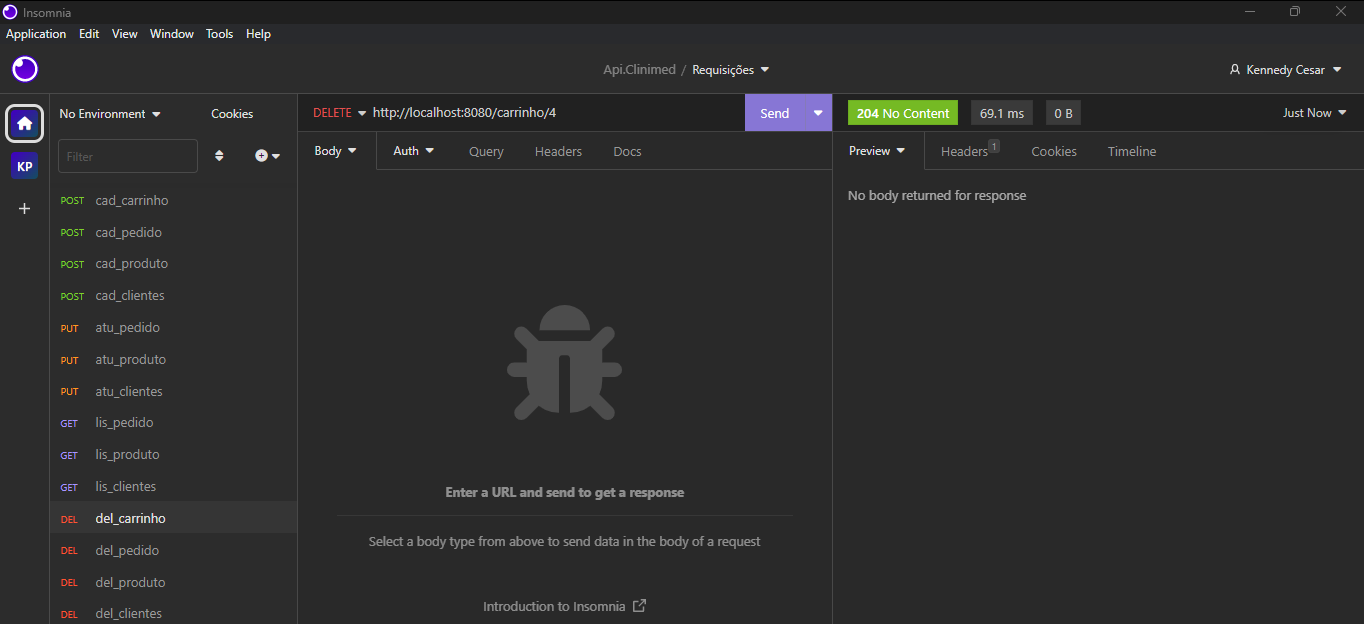 Insomnia
Application Edit View Window Tools Help
Api.Clinimed / Requisições
Kennedy Cesar
No Environment
Cookies
DELETE http://localhost:8080/carrinho/4
Send
204 No Content
69.1 ms
0 B
Just Now
Filter
Body Auth Query Headers Docs
Preview Headers 1 Cookies Timeline
KP
No body returned for response
POST cad_carrinho
POST cad_pedido
POST cad_produto
POST cad_clientes
PUT atu_pedido
PUT atu_produto
PUT atu_clientes
GET lis_pedido
GET lis_produto
GET lis_clientes
DEL del_carrinho
DEL del_pedido
DEL del_produto
DEL del_clientes
Enter a URL and send to get a response
Select a body type from above to send data in the body of a request
Introduction to Insomnia